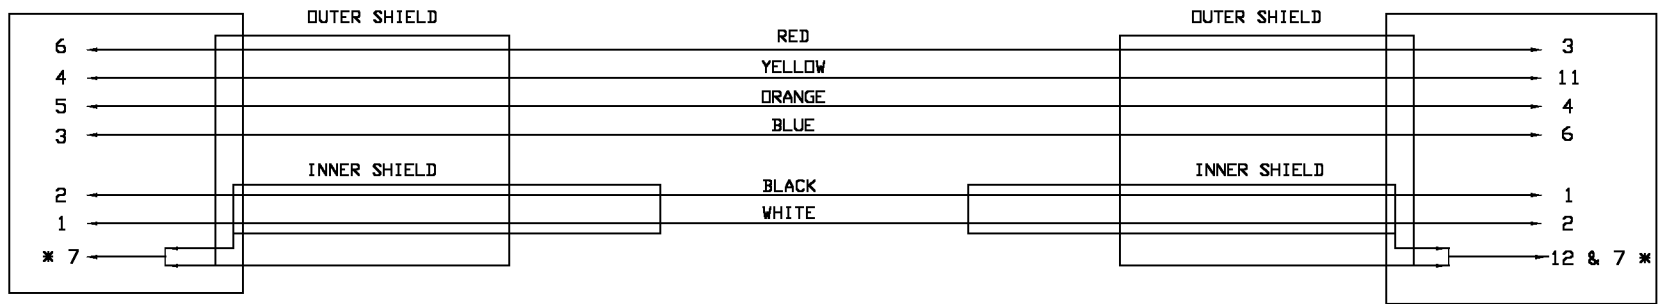 OUTER SHIELD OUTER SHIELD
6 RED 3
4 YELLOW 11
5 ORANGE 4
3 BLUE 6
INNER SHIELD INNER SHIELD
2 BLACK 1
1 WHITE 2
* 7 12 & 7 *